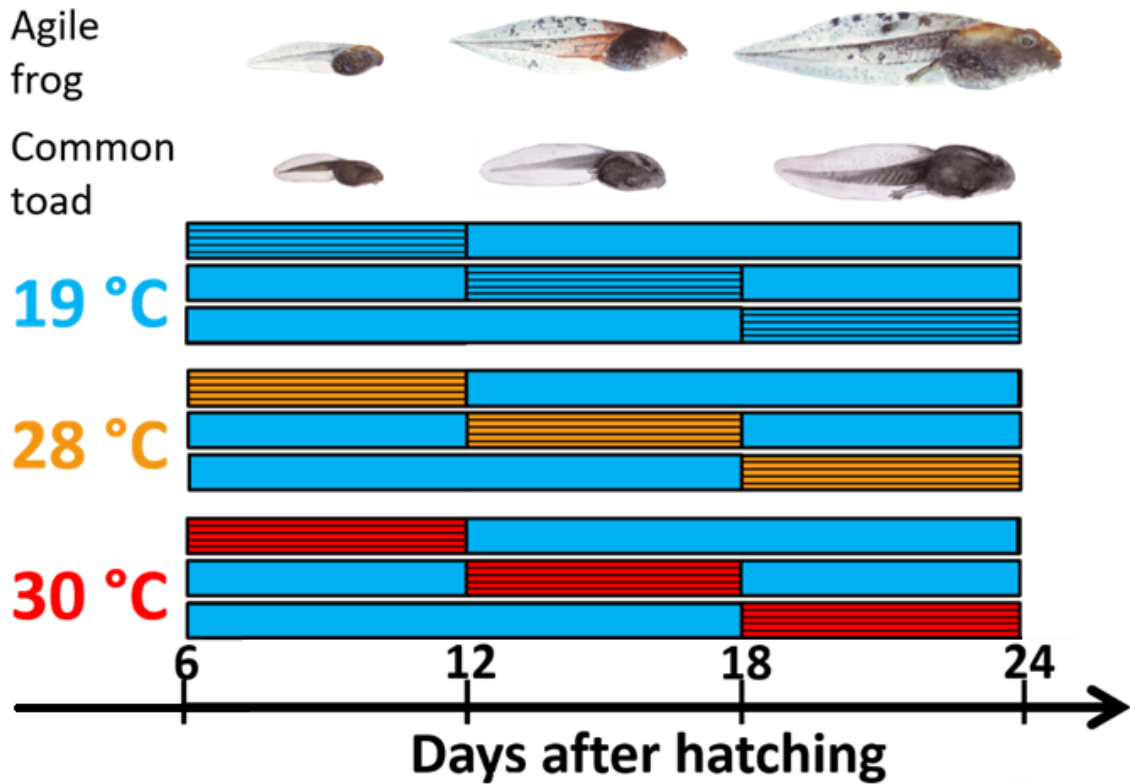 Agile
frog
Common
toad
19 °C
28 °C
30 °C
6 12 18 24
Days after hatching